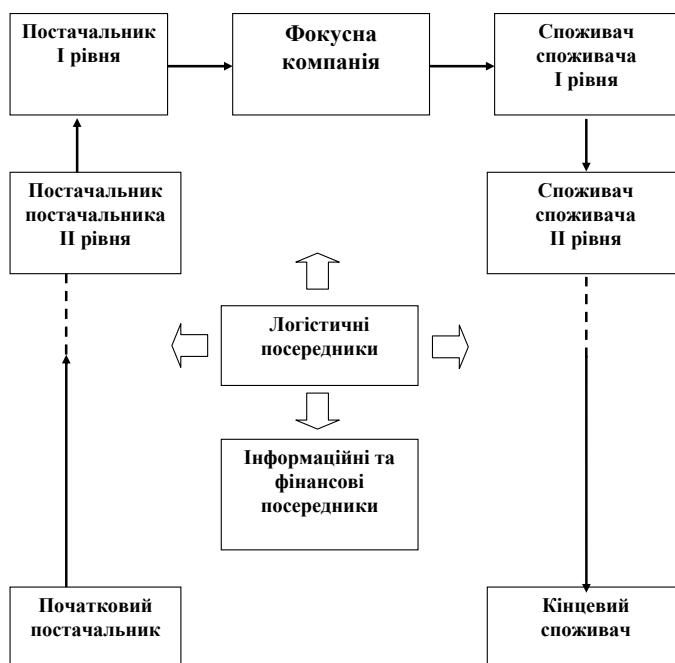 Постачальник
І рівня
Фокусна
компанія
Споживач
споживача
І рівня
Постачальник
постачальника
ІІ рівня
Споживач
споживача
ІІ рівня
Логістичні
посередники
Інформаційні та
фінансові
посередники
Початковий
постачальник
Кінцевий
споживач